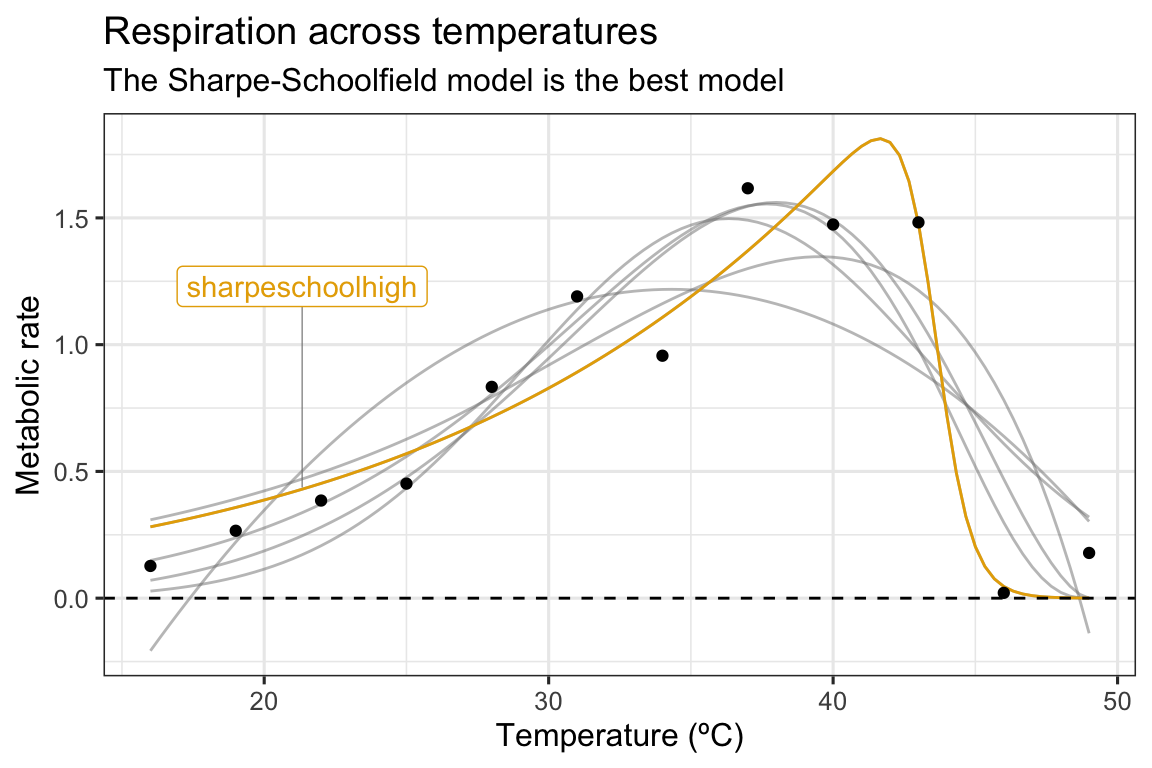 Respiration across temperatures
The Sharpe-Schoolfield model is the best model
1.5
1.0
0.5
0.0
Metabolic rate
sharpeschoolhigh
20
30
40
50
Temperature (ºC)